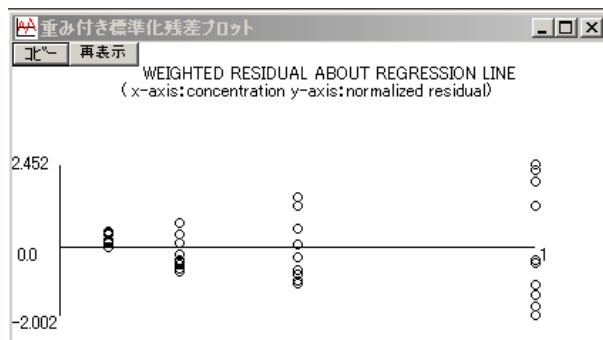 重み付き標準化残差プロット
コピー 再表示
WEIGHTED RESIDUAL ABOUT REGRESSION LINE
(x-axis:concentration y-axis:normalized residual)
2.452
0.0
1
-2.002